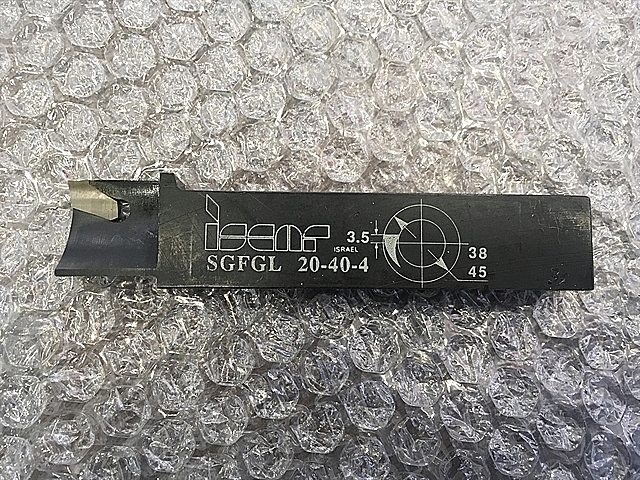 iscar
3.5
ISRAEL
SGFGL 20-40-4
38
45